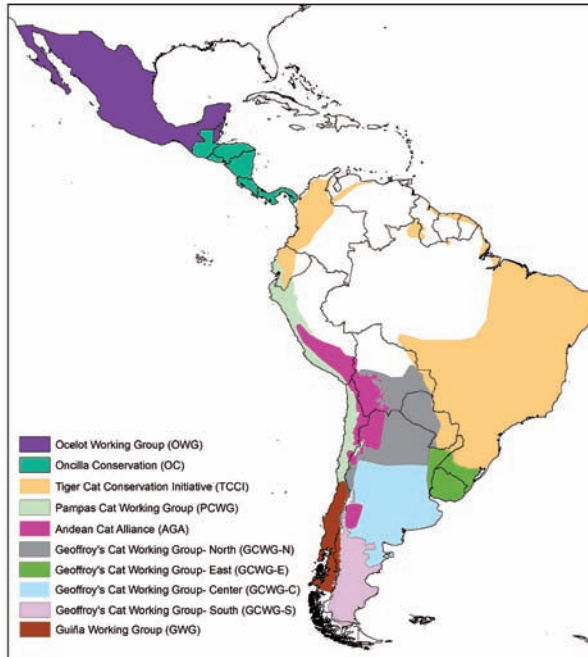 Ocelot Working Group (OWG)
Oncilla Conservation (OC)
Tiger Cat Conservation Initiative (TCCI)
Pampas Cat Working Group (PCWG)
Andean Cat Alliance (AGA)
Geoffroy's Cat Working Group- North (GCWG-N)
Geoffroy's Cat Working Group- East (GCWG-E)
Geoffroy's Cat Working Group- Center (GCWG-C)
Geoffroy's Cat Working Group- South (GCWG-S)
Guiña Working Group (GWG)